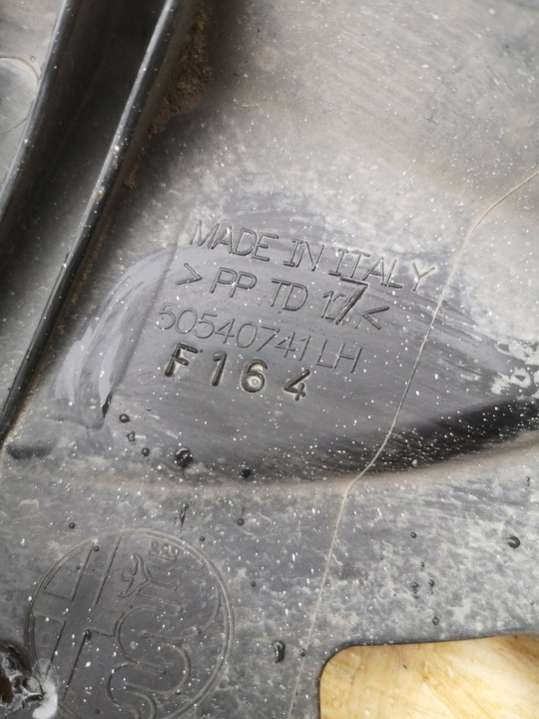 MADE IN ITALY
>PP TD 17<
50540741 LH
F164